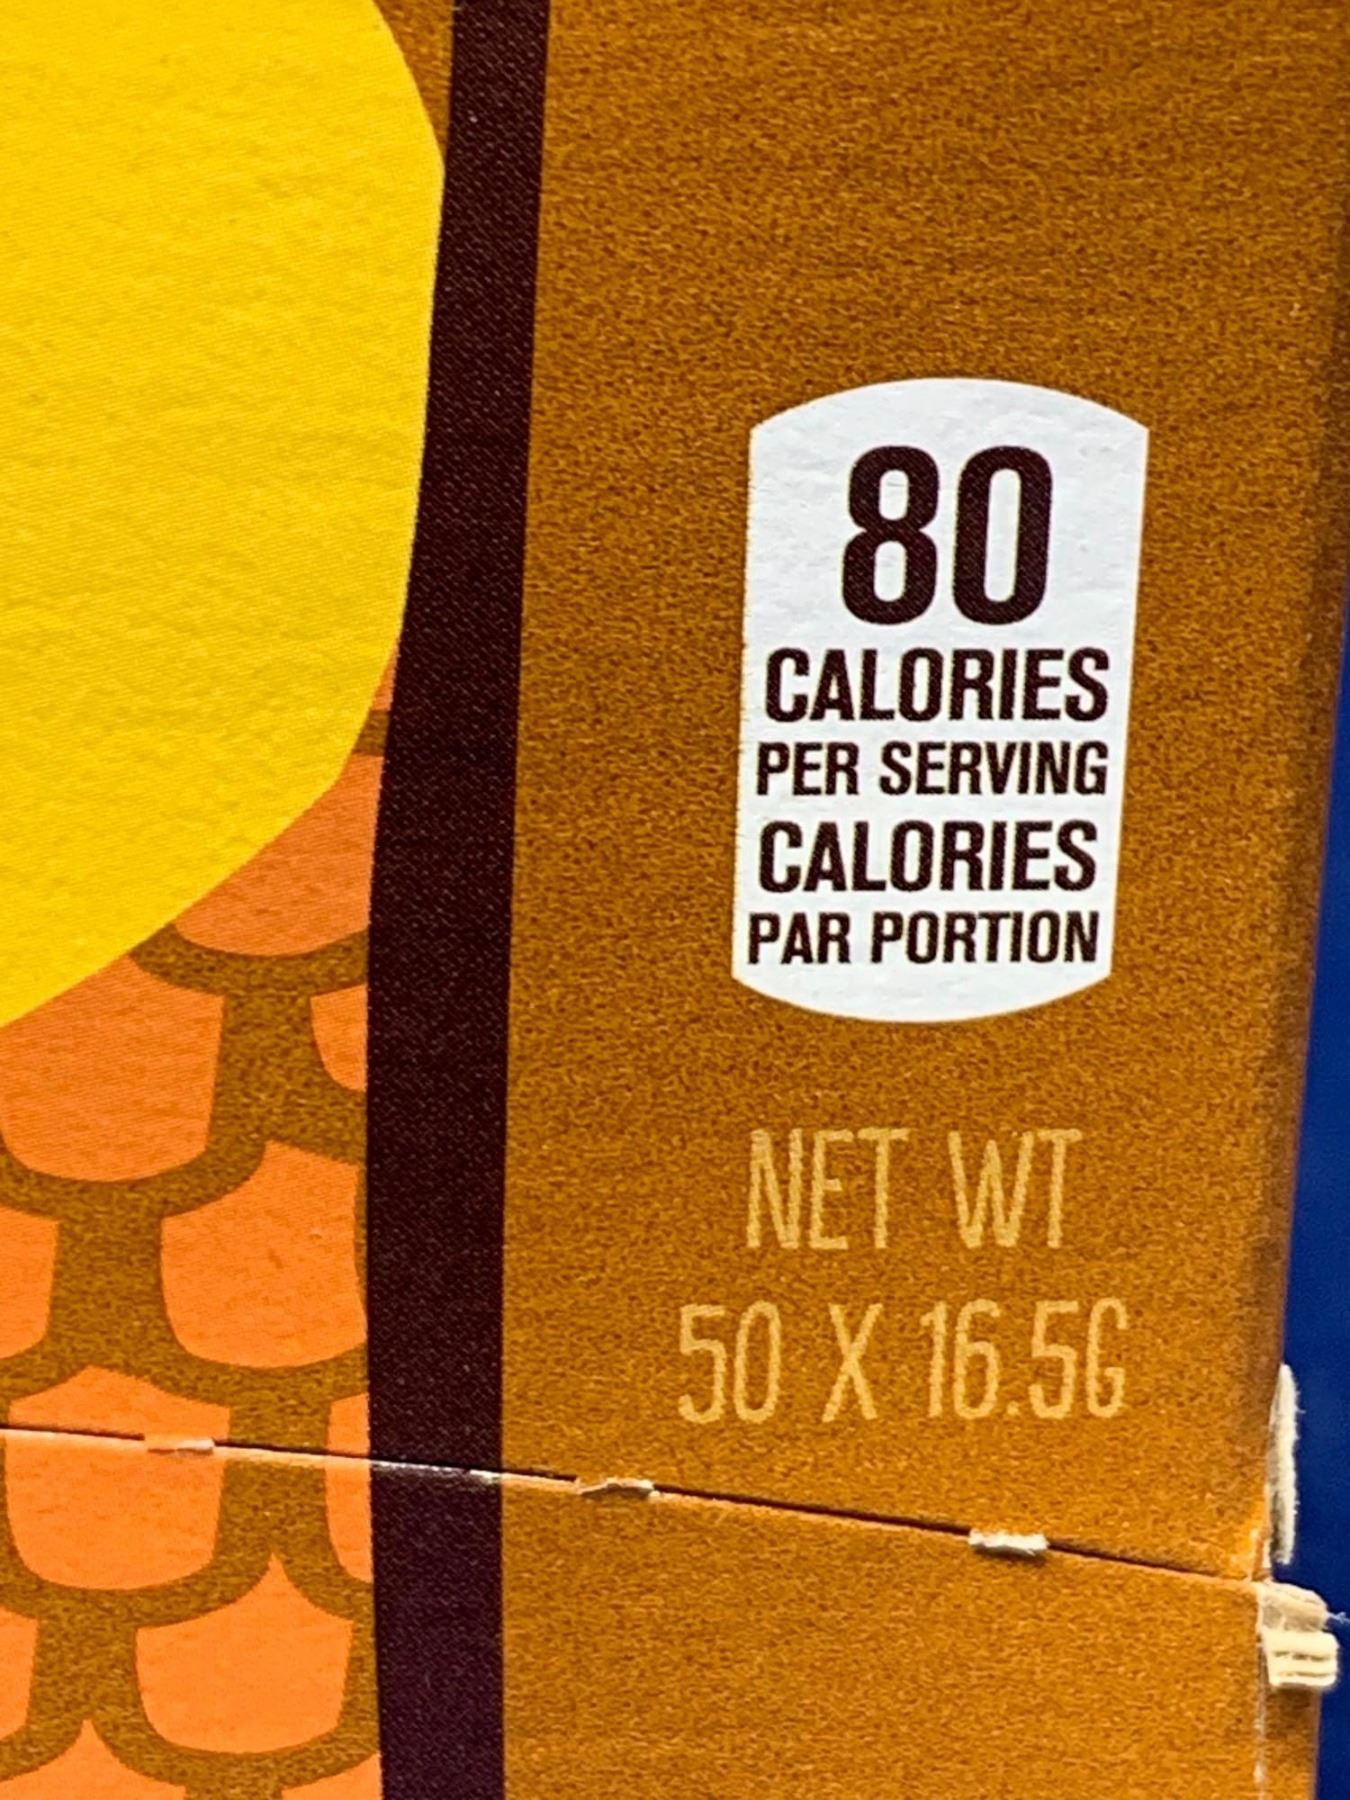 80
CALORIES
PER SERVING
CALORIES
PAR PORTION
NET WT
50 X 16.5G